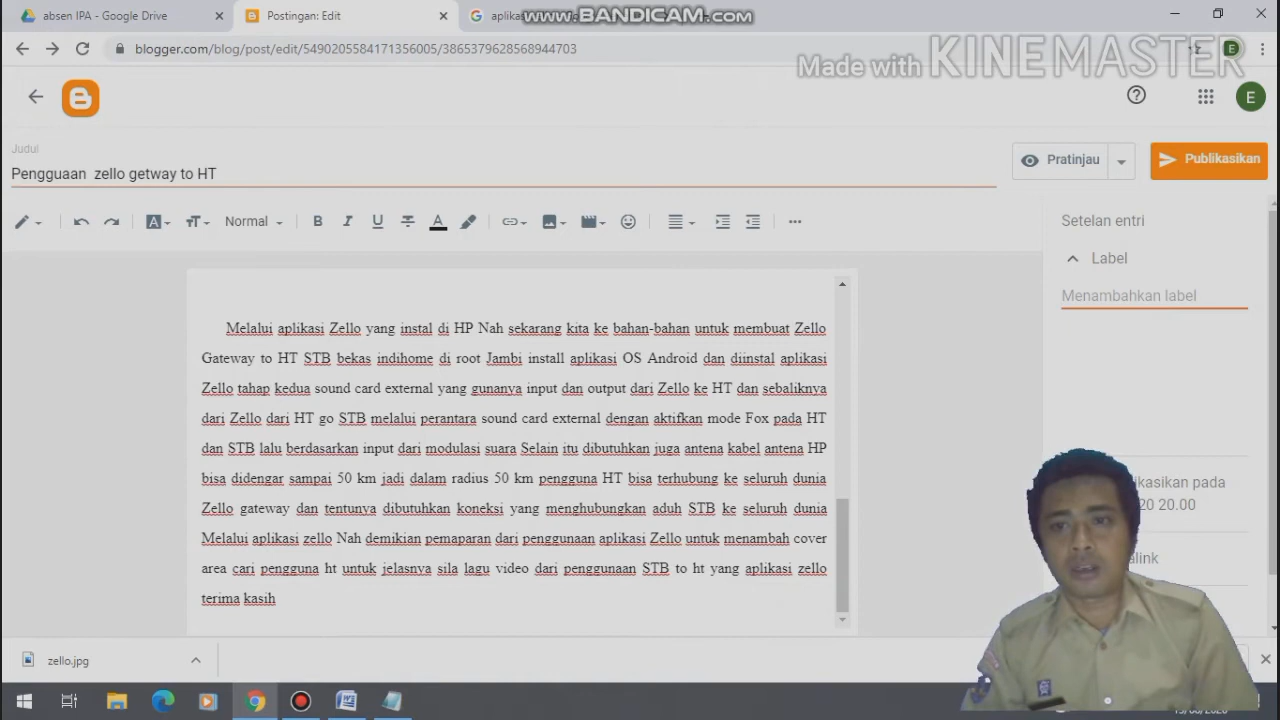 absen IPA - Google Drive
Postingan: Edit
aplikas
www.BANDICAM.com
blogger.com/blog/post/edit/5490205584171356005/3865379628568944703
E
Made with KINEMASTER
E
Judul
Pengguaan zello getway to HT
Pratinjau
Publikasikan
Normal
Setelan entri
Label
Menambahkan label
Melalui aplikasi Zello yang instal di HP Nah sekarang kita ke bahan-bahan untuk membuat Zello
Gateway to HT STB bekas indihome di root Jambi install aplikasi OS Android dan diinstal aplikasi
Zello tahap kedua sound card external yang gunanya input dan output dari Zello ke HT dan sebaliknya
dari Zello dari HT go STB melalui perantara sound card external dengan aktifkan mode Fox pada HT
dan STB lalu berdasarkan input dari modulasi suara Selain itu dibutuhkan juga antena kabel antena HP
bisa didengar sampai 50 km jadi dalam radius 50 km pengguna HT bisa terhubung ke seluruh dunia
Zello gateway dan tentunya dibutuhkan koneksi yang menghubungkan aduh STB ke seluruh dunia
Melalui aplikasi zello Nah demikian pemaparan dari penggunaan aplikasi Zello untuk menambah cover
area cari pengguna ht untuk jelasnya sila lagu video dari penggunaan STB to ht yang aplikasi zello
terima kasih
ikasikan pada
20 20.00
alink
zello.jpg